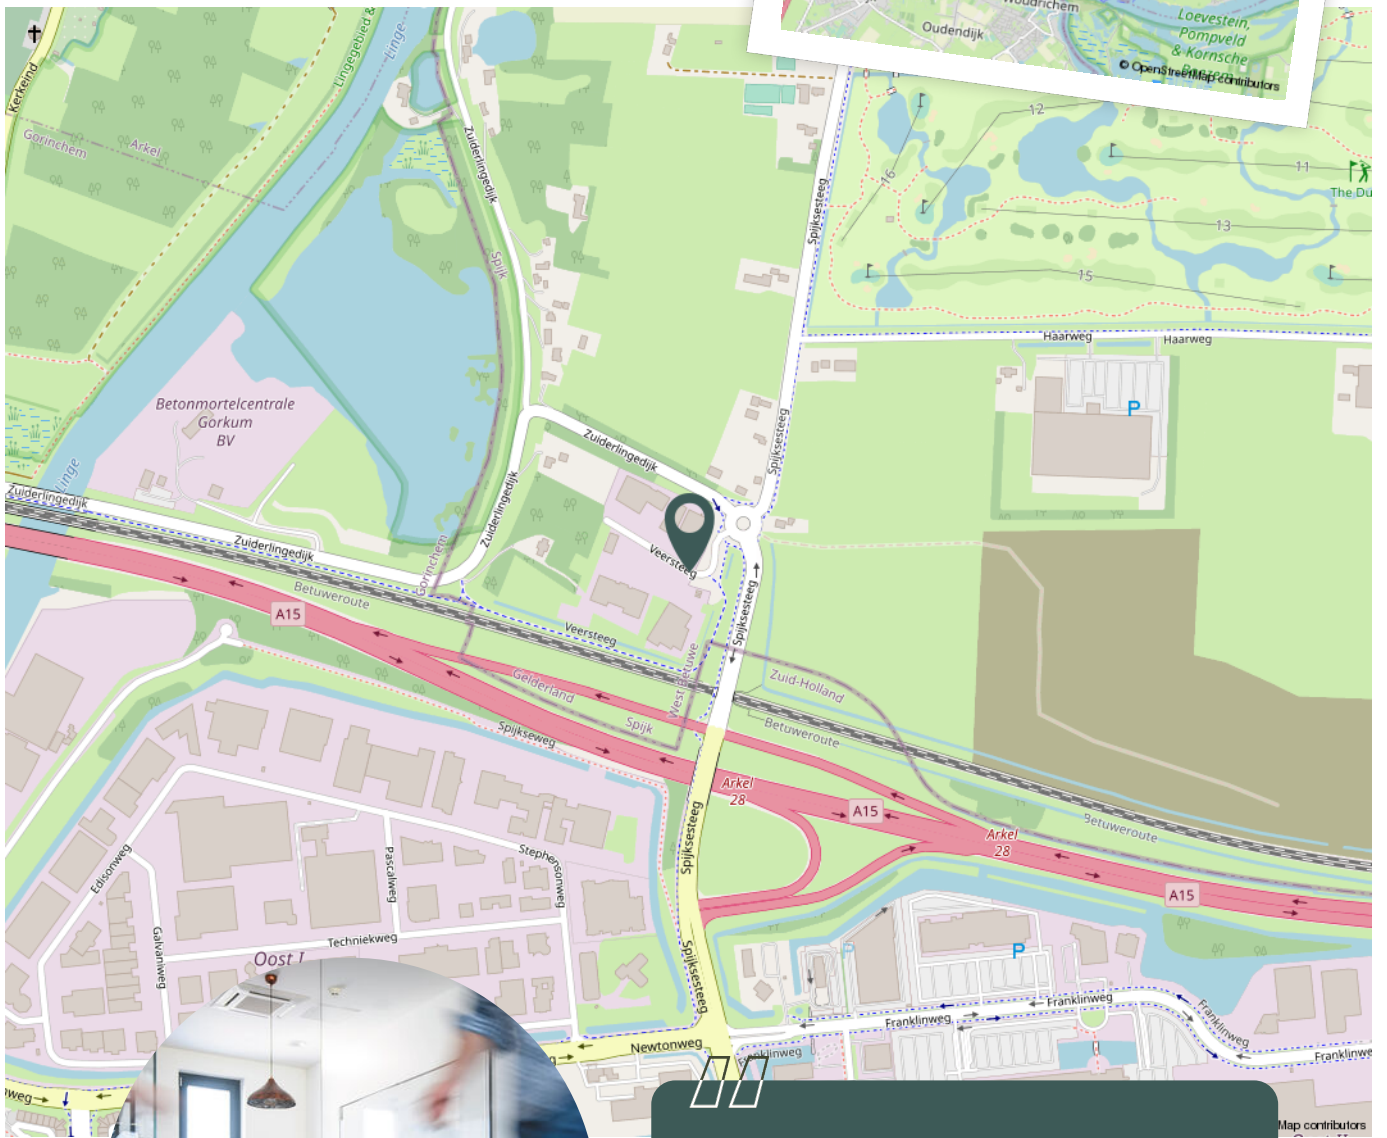 Woudrichem
Oudendijk
Loevestein,
Pompveld
& Kornsche
Boezem
© OpenStreetMap contributors
Kerkeind
Lingegebied &
Linge
Gorinchem
Arkel
Zuiderlingedijk
Spijk
Spijksesteeg
12
16
11
The Du
13
15
Haarweg
Haarweg
P
Betonmortelcentrale
Gorkum
BV
Linge
Zuiderlingedijk
Zuiderlingedijk
Zuiderlingedijk
Zuiderlingedijk
Spijksesteeg
Gorinchem
Veersteeg
Betuweroute
A15
Veersteeg
Spijksesteeg
West Betuwe
Gelderland
Zuid-Holland
Spijk
Betuweroute
Spijkseweg
Arkel
28
A15
Arkel
28
Betuweroute
A15
Spijksesteeg
Edisonweg
Pascalweg
Stephensonweg
Galvaniweg
Techniekweg
Oost I
Spijksesteeg
P
P
Franklinweg
Franklinweg
Franklinweg
Franklinwe
Newtonweg
Franklinweg
oweg
Map contributors